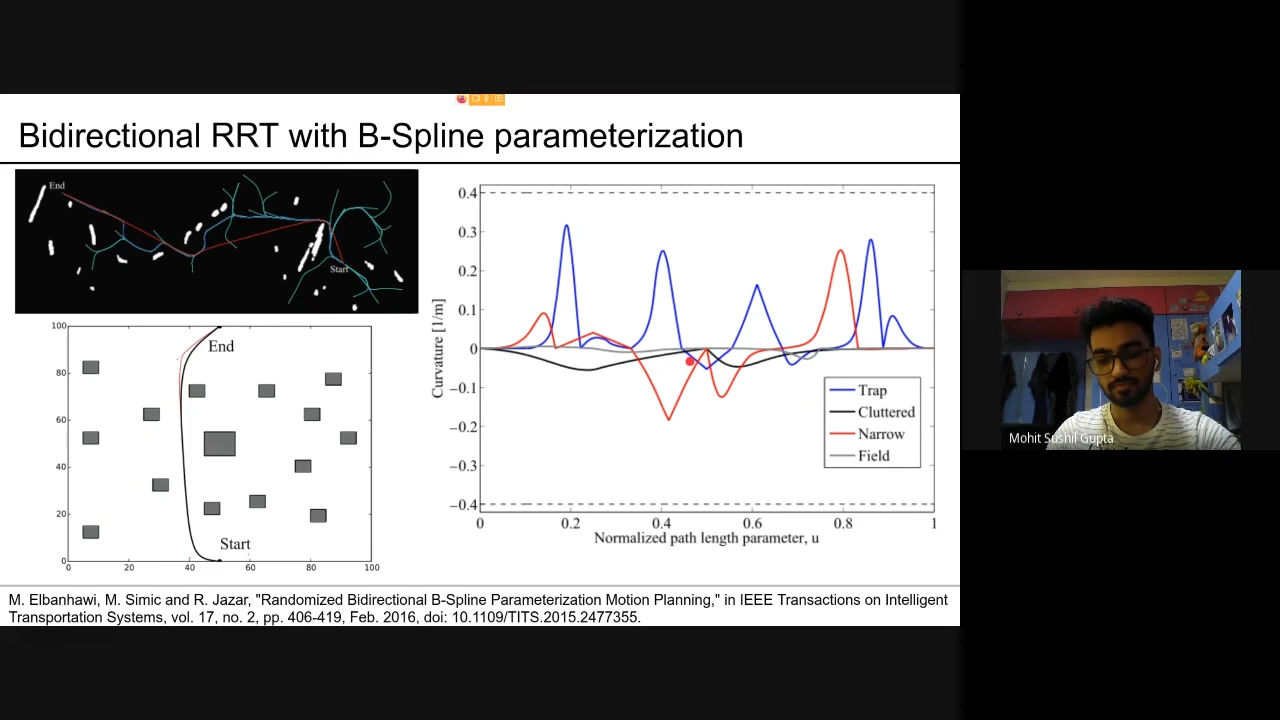 Bidirectional RRT with B-Spline parameterization
End
Start
100
80
60
40
20
0
0 20 40 60 80 100
End
Start
0.4
0.3
0.2
0.1
0
−0.1
−0.2
−0.3
−0.4
Curvature [1/m]
0 0.2 0.4 0.6 0.8 1
Normalized path length parameter, u
Trap
Cluttered
Narrow
Field
M. Elbanhawi, M. Simic and R. Jazar, "Randomized Bidirectional B-Spline Parameterization Motion Planning," in IEEE Transactions on Intelligent
Transportation Systems, vol. 17, no. 2, pp. 406-419, Feb. 2016, doi: 10.1109/TITS.2015.2477355.
Mohit Sushil Gupta